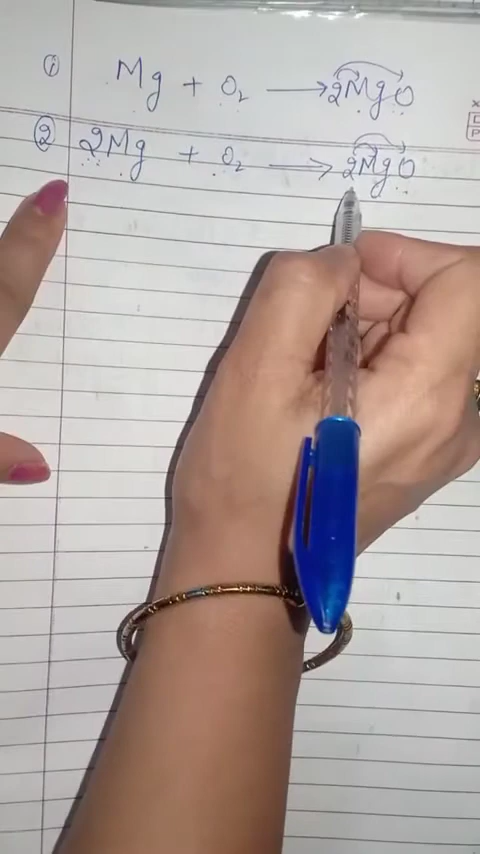 ① Mg + O₂ → 2MgO
② 2Mg + O₂ → 2MgO